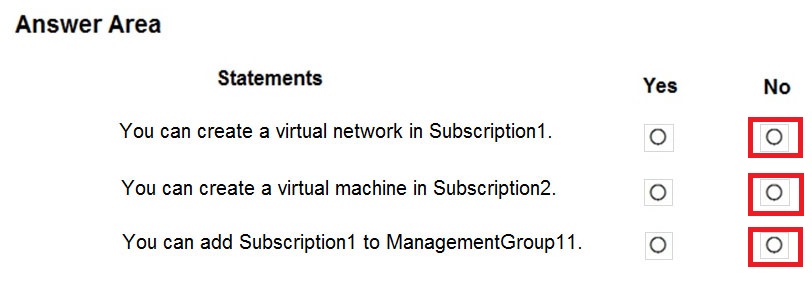 Answer Area
Statements Yes No
You can create a virtual network in Subscription1.
You can create a virtual machine in Subscription2.
You can add Subscription1 to ManagementGroup11.